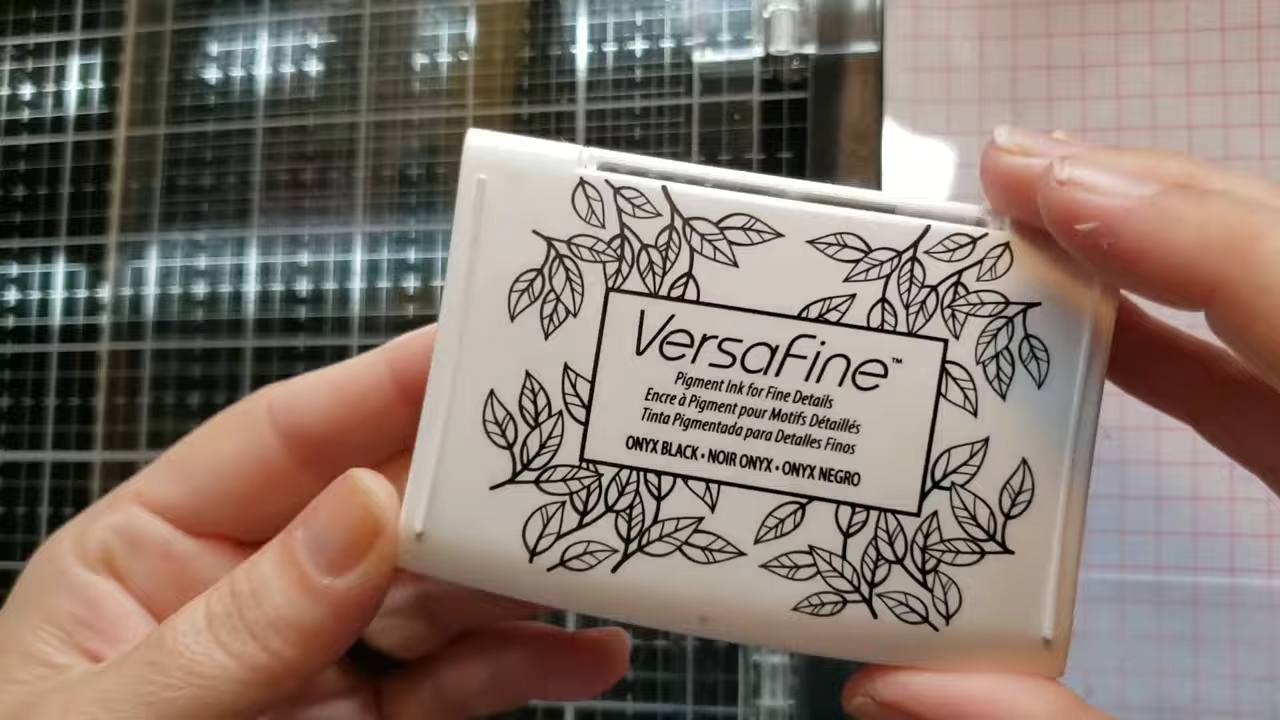 VersaFine™
Pigment Ink for Fine Details
Encre à Pigment pour Motifs Détaillés
Tinta Pigmentada para Detalles Finos
ONYX BLACK • NOIR ONYX • ONYX NEGRO